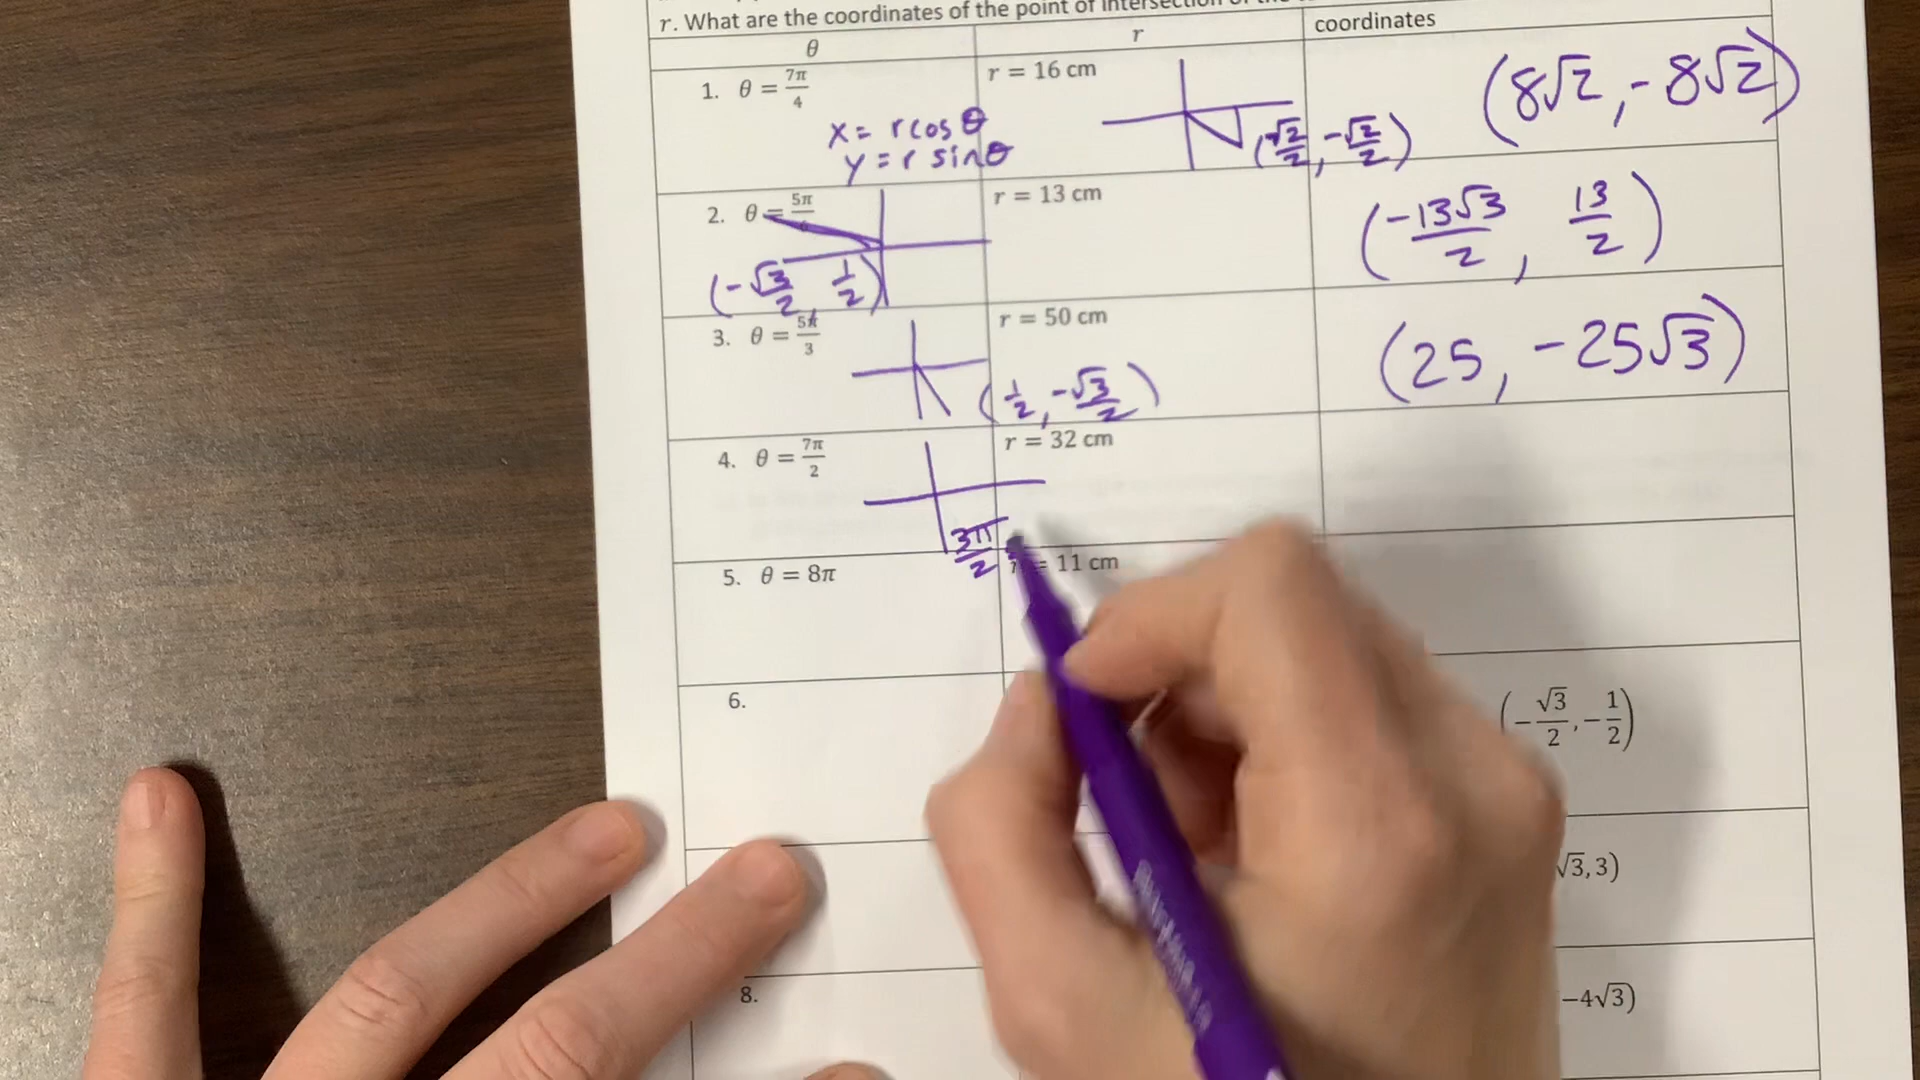 r. What are the coordinates of the point of intersection of the
θ
r
coordinates
1. θ = 7π/4
x = r cos θ
y = r sin θ
r = 16 cm
(√2/2, -√2/2)
(8√2, -8√2)
2. θ = 5π/6
(-√3/2, 1/2)
r = 13 cm
(-13√3/2, 13/2)
3. θ = 5π/3
r = 50 cm
(1/2, -√3/2)
(25, -25√3)
4. θ = 7π/2
3π/2
r = 32 cm
5. θ = 8π
= 11 cm
6.
(-√3/2, -1/2)
√3, 3)
8.
-4√3)